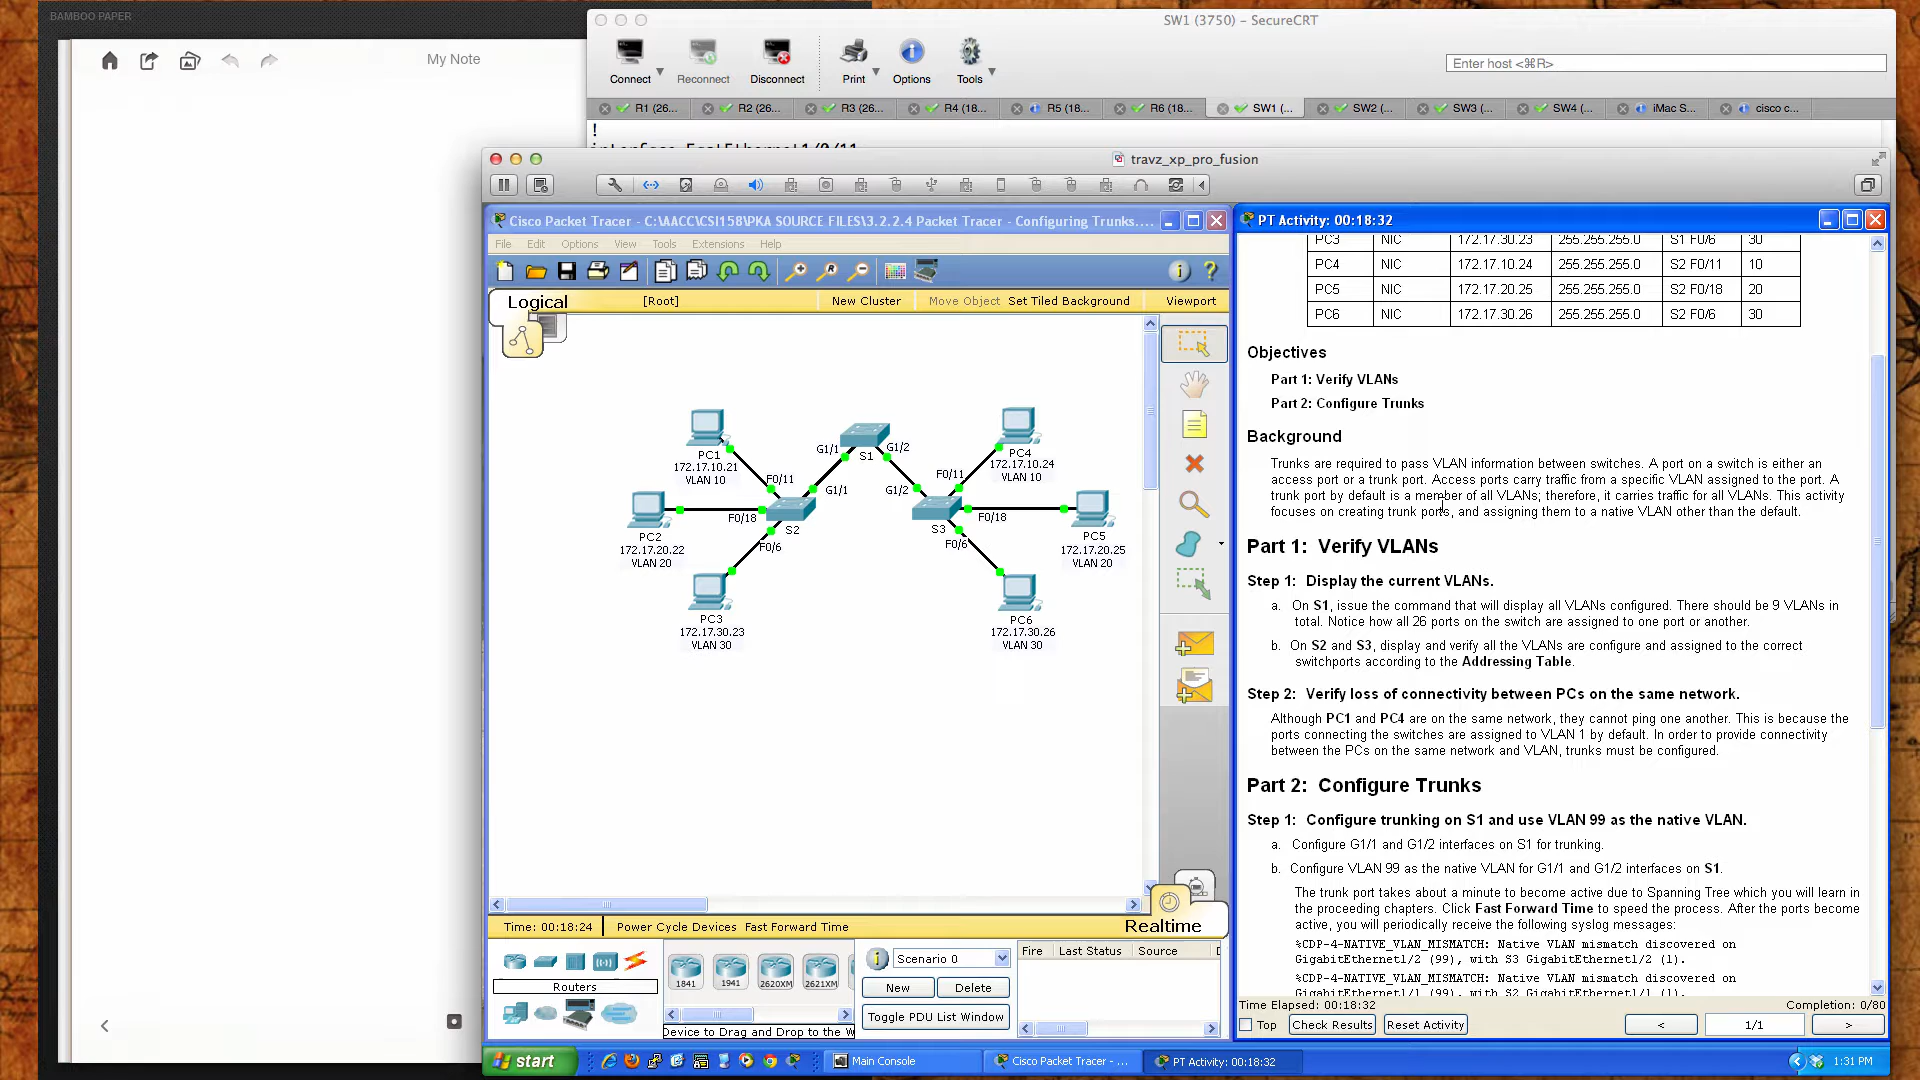 BAMBOO PAPER
My Note
SW1 (3750) – SecureCRT
Connect
Reconnect
Disconnect
Print
Options
Tools
Enter host <⌘R>
R1 (26...
R2 (26...
R3 (26...
R4 (18...
R5 (18...
R6 (18...
SW1 (...
SW2 (...
SW3 (...
SW4 (...
iMac S...
cisco c...
!
interface FastEthernet1/0/11
travz_xp_pro_fusion
Cisco Packet Tracer - C:\AACC\CSI158\PKA SOURCE FILES\3.2.2.4 Packet Tracer - Configuring Trunks....
File Edit Options View Tools Extensions Help
Logical
[Root]
New Cluster
Move Object
Set Tiled Background
Viewport
PC1
172.17.10.21
VLAN 10
F0/11
G1/1
S1
G1/2
G1/1
G1/2
PC4
172.17.10.24
VLAN 10
F0/11
PC2
172.17.20.22
VLAN 20
F0/18
S2
F0/6
S3
F0/18
F0/6
PC5
172.17.20.25
VLAN 20
PC3
172.17.30.23
VLAN 30
PC6
172.17.30.26
VLAN 30
Time: 00:18:24
Power Cycle Devices Fast Forward Time
Realtime
Routers
1841
1941
2620XM
2621XM
Device to Drag and Drop to the W
Scenario 0
New
Delete
Toggle PDU List Window
Fire
Last Status
Source
PT Activity: 00:18:32
PC3 NIC 172.17.30.23 255.255.255.0 S1 F0/6 30
PC4 NIC 172.17.10.24 255.255.255.0 S2 F0/11 10
PC5 NIC 172.17.20.25 255.255.255.0 S2 F0/18 20
PC6 NIC 172.17.30.26 255.255.255.0 S2 F0/6 30
Objectives
Part 1: Verify VLANs
Part 2: Configure Trunks
Background
Trunks are required to pass VLAN information between switches. A port on a switch is either an
access port or a trunk port. Access ports carry traffic from a specific VLAN assigned to the port. A
trunk port by default is a member of all VLANs; therefore, it carries traffic for all VLANs. This activity
focuses on creating trunk ports, and assigning them to a native VLAN other than the default.
Part 1: Verify VLANs
Step 1: Display the current VLANs.
a. On S1, issue the command that will display all VLANs configured. There should be 9 VLANs in
total. Notice how all 26 ports on the switch are assigned to one port or another.
b. On S2 and S3, display and verify all the VLANs are configure and assigned to the correct
switchports according to the Addressing Table.
Step 2: Verify loss of connectivity between PCs on the same network.
Although PC1 and PC4 are on the same network, they cannot ping one another. This is because the
ports connecting the switches are assigned to VLAN 1 by default. In order to provide connectivity
between the PCs on the same network and VLAN, trunks must be configured.
Part 2: Configure Trunks
Step 1: Configure trunking on S1 and use VLAN 99 as the native VLAN.
a. Configure G1/1 and G1/2 interfaces on S1 for trunking.
b. Configure VLAN 99 as the native VLAN for G1/1 and G1/2 interfaces on S1.
The trunk port takes about a minute to become active due to Spanning Tree which you will learn in
the proceeding chapters. Click Fast Forward Time to speed the process. After the ports become
active, you will periodically receive the following syslog messages:
%CDP-4-NATIVE_VLAN_MISMATCH: Native VLAN mismatch discovered on
GigabitEthernet1/2 (99), with S3 GigabitEthernet1/2 (1).
%CDP-4-NATIVE_VLAN_MISMATCH: Native VLAN mismatch discovered on
GigabitEthernet1/1 (99), with S2 GigabitEthernet1/1 (1).
Time Elapsed: 00:18:32
Completion: 0/80
Top
Check Results
Reset Activity
<
1/1
>
start
Main Console
Cisco Packet Tracer - ...
PT Activity: 00:18:32
1:31 PM